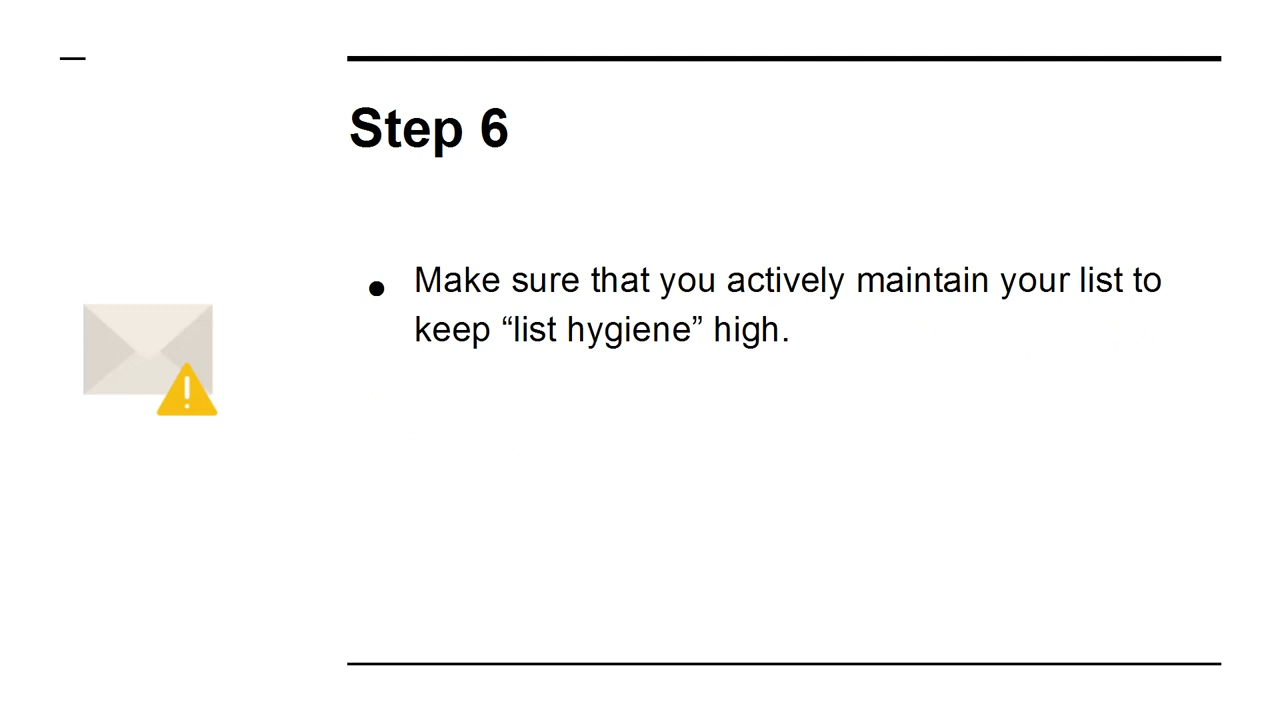 Step 6
● Make sure that you actively maintain your list to
keep “list hygiene” high.